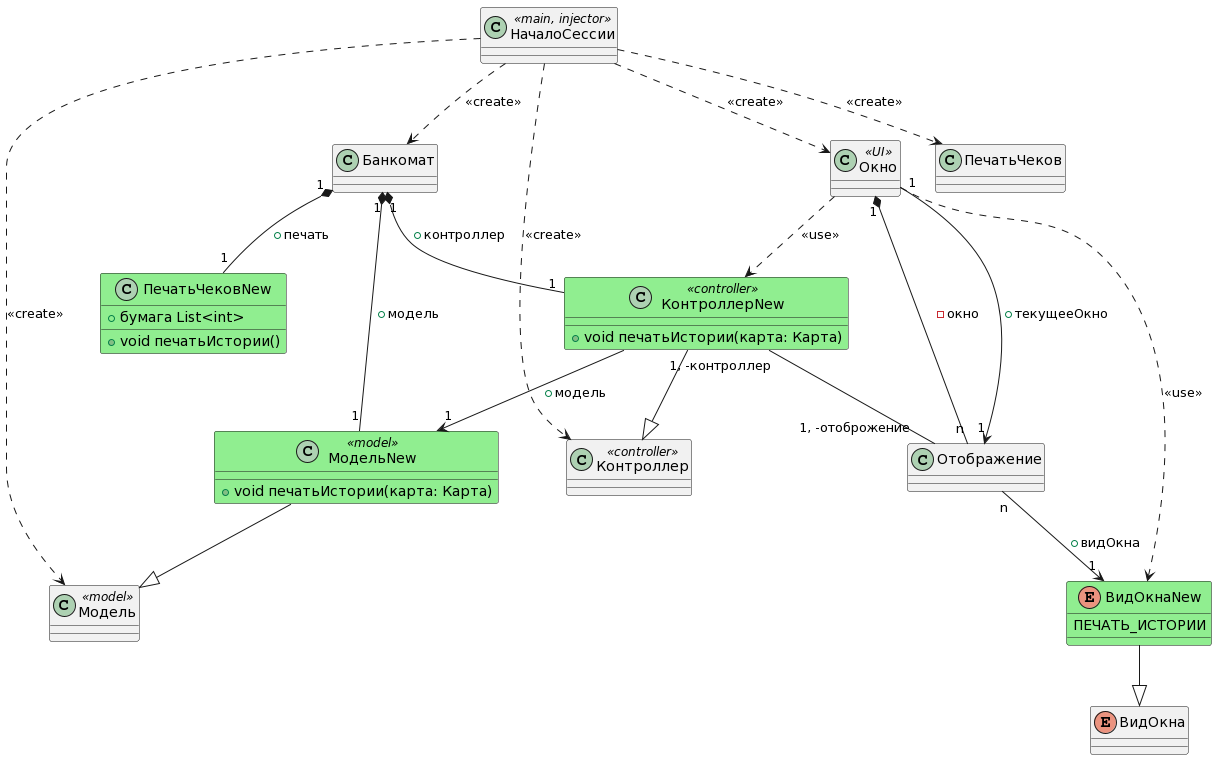 «main, injector»
C НачалоСессии
«create»
«create»
«create»
C Банкомат
«UI»
C Окно
C ПечатьЧеков
1
1
1
1
1
печать
контроллер
«create»
«use»
1
1
C ПечатьЧековNew
бумага List<int>
void печатьИстории()
«controller»
C КонтроллерNew
void печатьИстории(карта: Карта)
«create»
модель
окно
текущееОкно
1, -контроллер
модель
«use»
1
1
1, -отоброжение
n
1
«model»
C МодельNew
void печатьИстории(карта: Карта)
«controller»
C Контроллер
C Отображение
n
видОкна
1
«model»
C Модель
E ВидОкнаNew
ПЕЧАТЬ_ИСТОРИИ
E ВидОкна